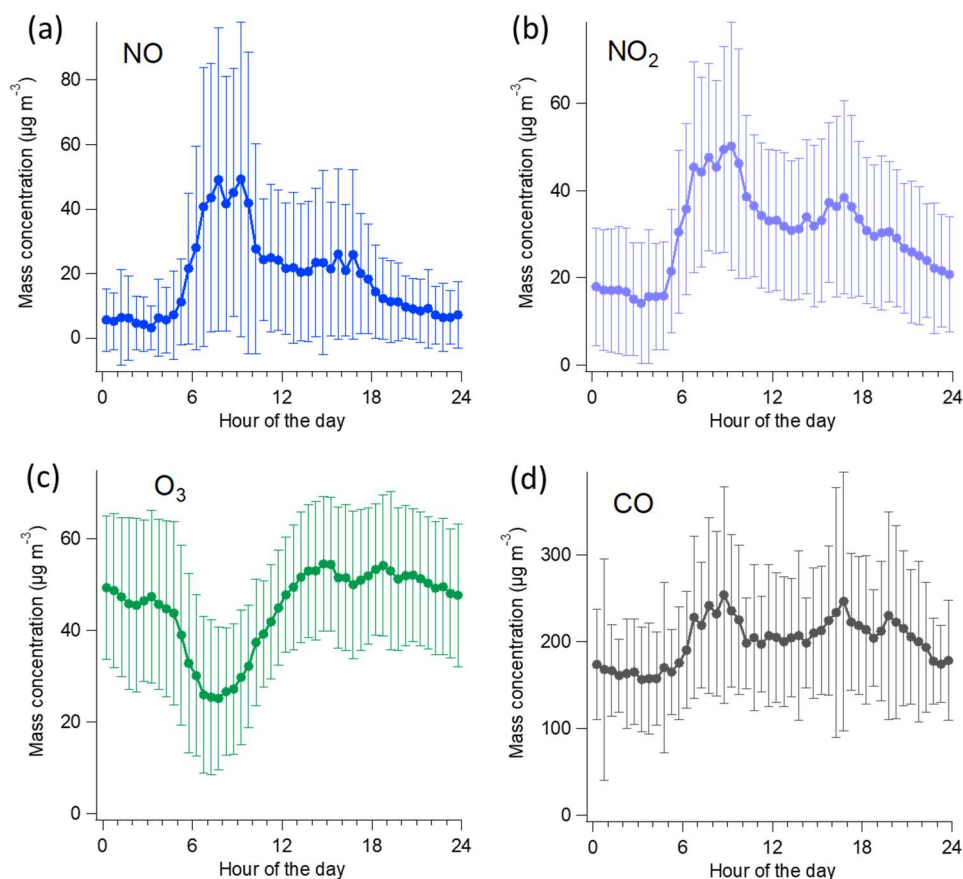 (a)
NO
Mass concentration (µg m⁻³)
80
60
40
20
0
0 6 12 18 24
Hour of the day
(b)
NO₂
Mass concentration (µg m⁻³)
60
40
20
0
0 6 12 18 24
Hour of the day
(c)
O₃
Mass concentration (µg m⁻³)
60
40
20
0
0 6 12 18 24
Hour of the day
(d)
CO
Mass concentration (µg m⁻³)
300
200
100
0
0 6 12 18 24
Hour of the day